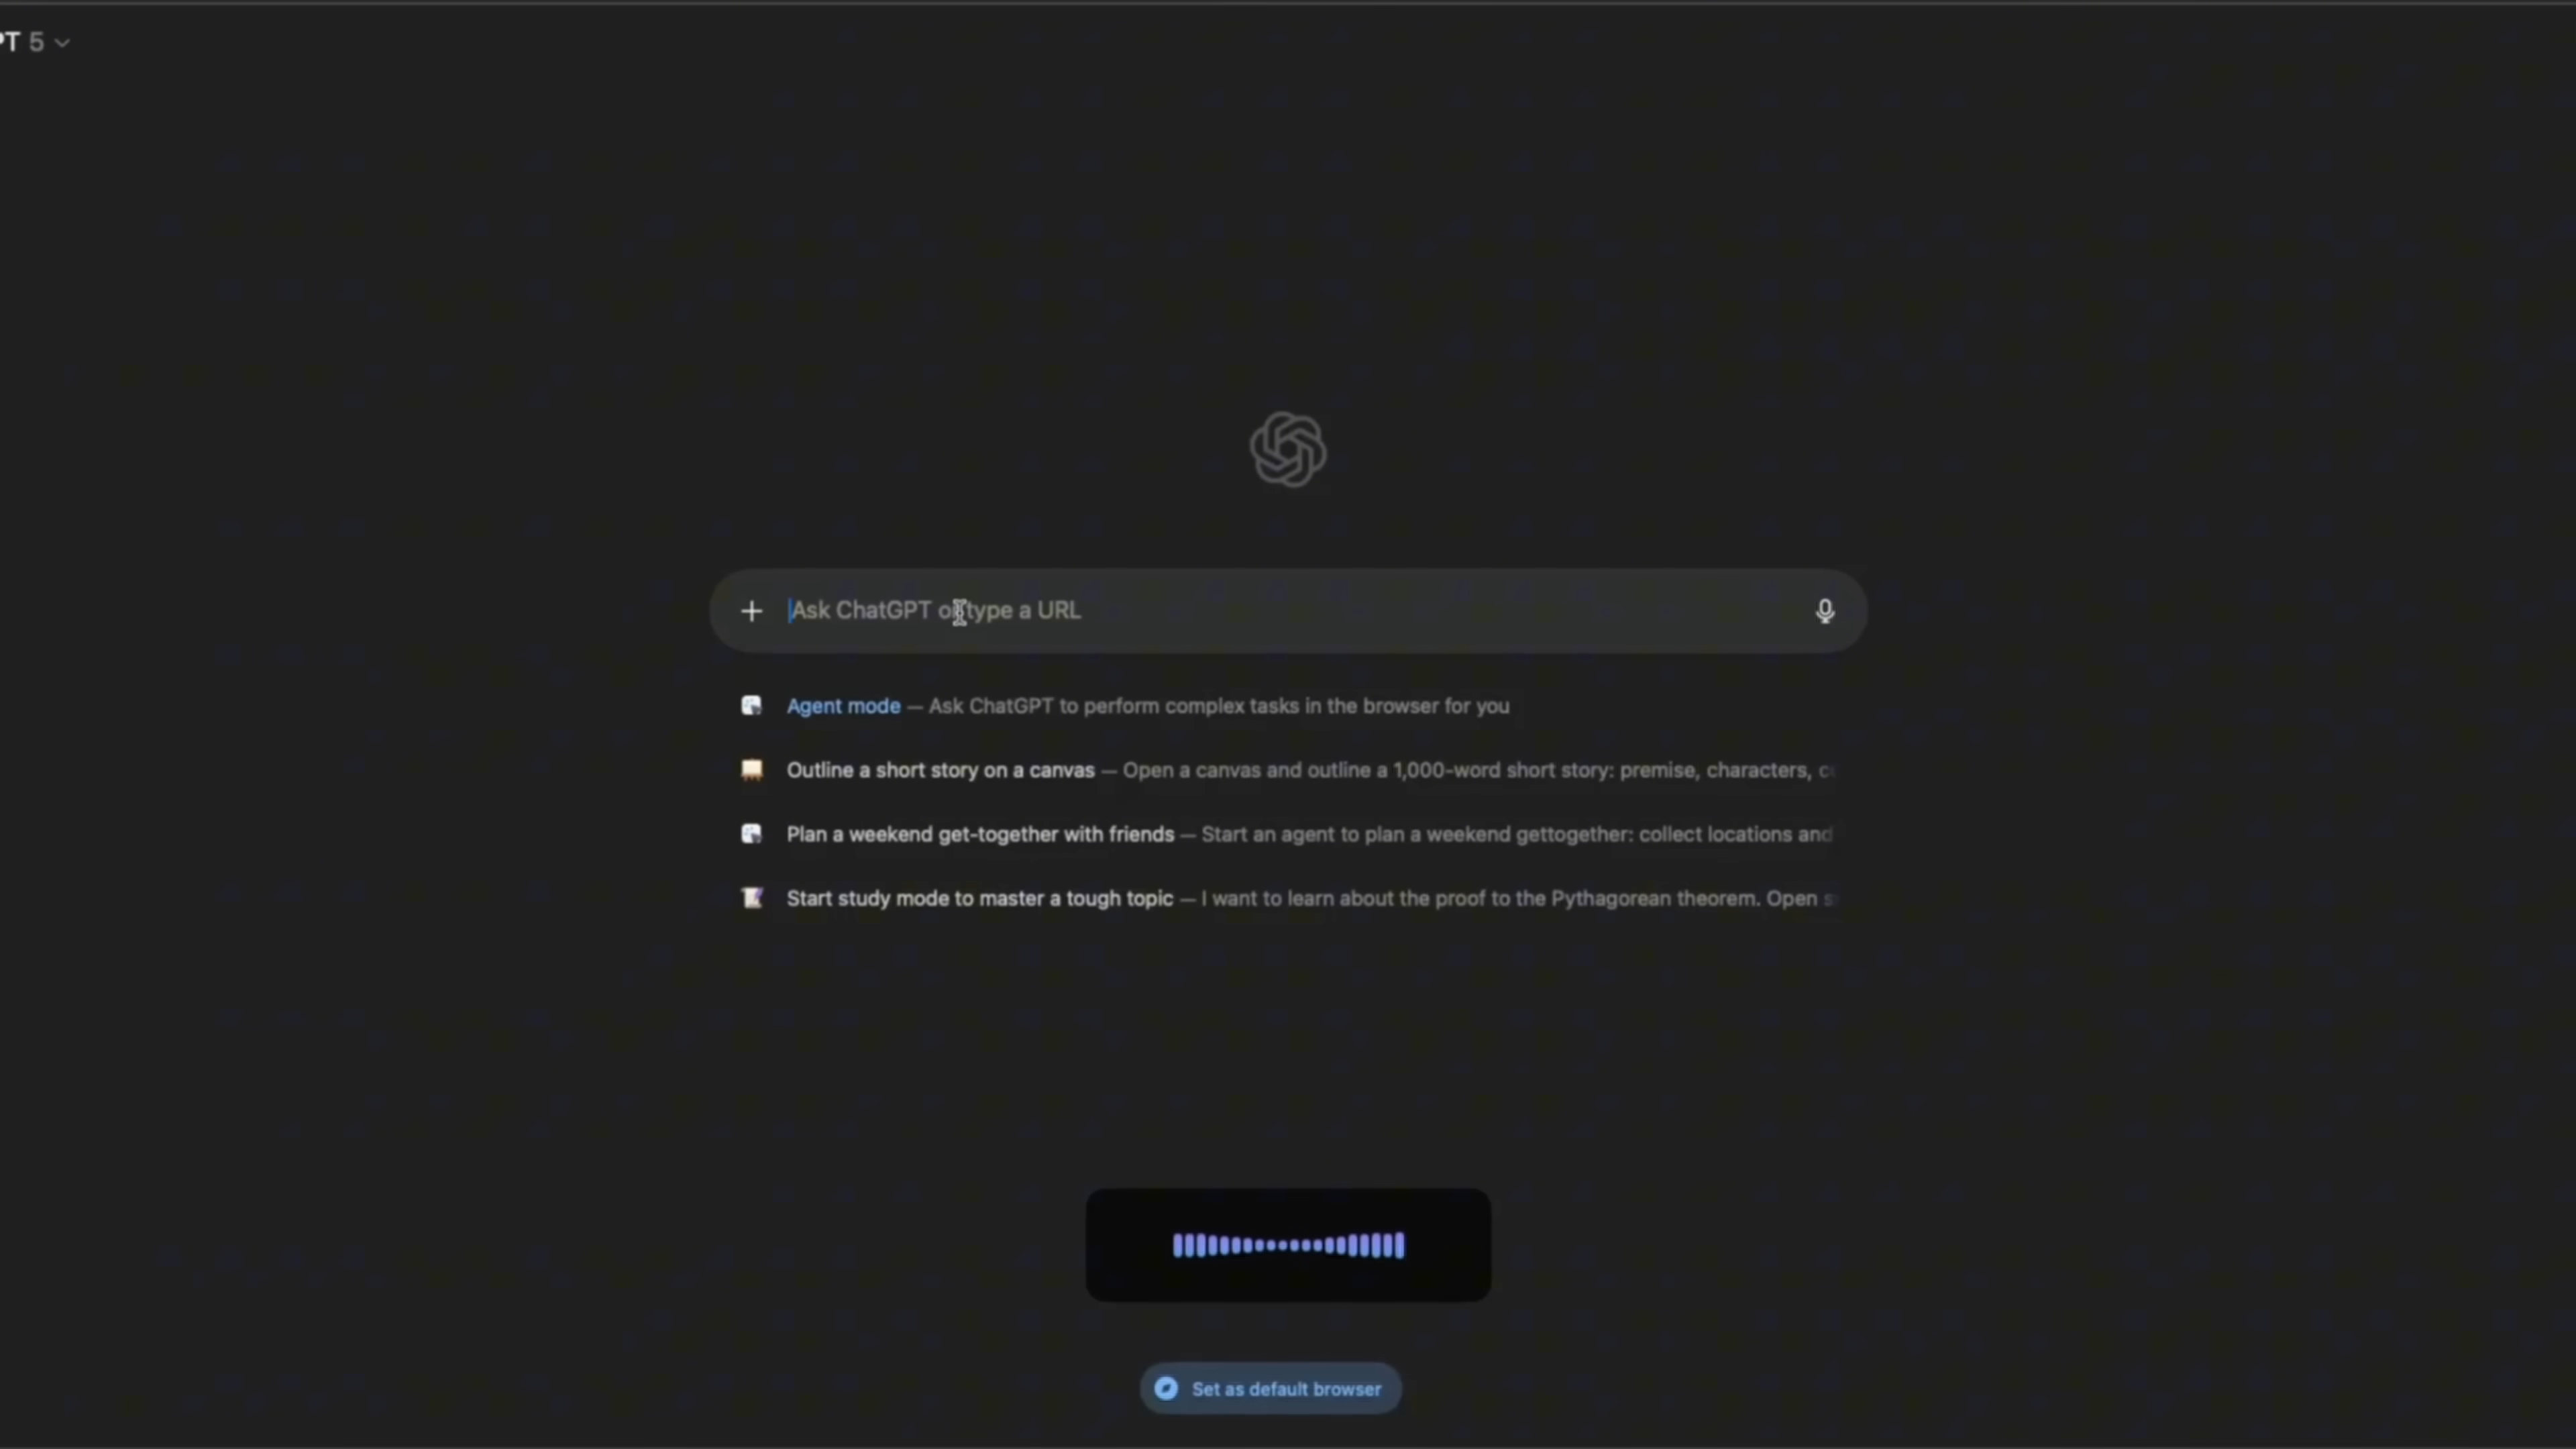 PT 5
Ask ChatGPT or type a URL
Agent mode — Ask ChatGPT to perform complex tasks in the browser for you
Outline a short story on a canvas — Open a canvas and outline a 1,000-word short story: premise, characters,
Plan a weekend get-together with friends — Start an agent to plan a weekend gettogether: collect locations and
Start study mode to master a tough topic — I want to learn about the proof to the Pythagorean theorem. Open
Set as default browser